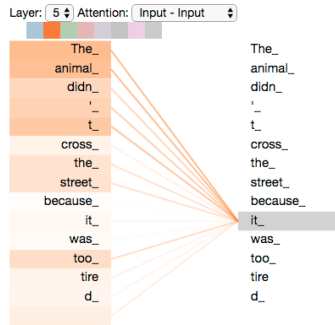 Layer: 5 Attention: Input - Input
The_ The_
animal_ animal_
didn_ didn_
'_ '_
t_ t_
cross_ cross_
the_ the_
street_ street_
because_ because_
it_ it_
was_ was_
too_ too_
tire tire
d_ d_